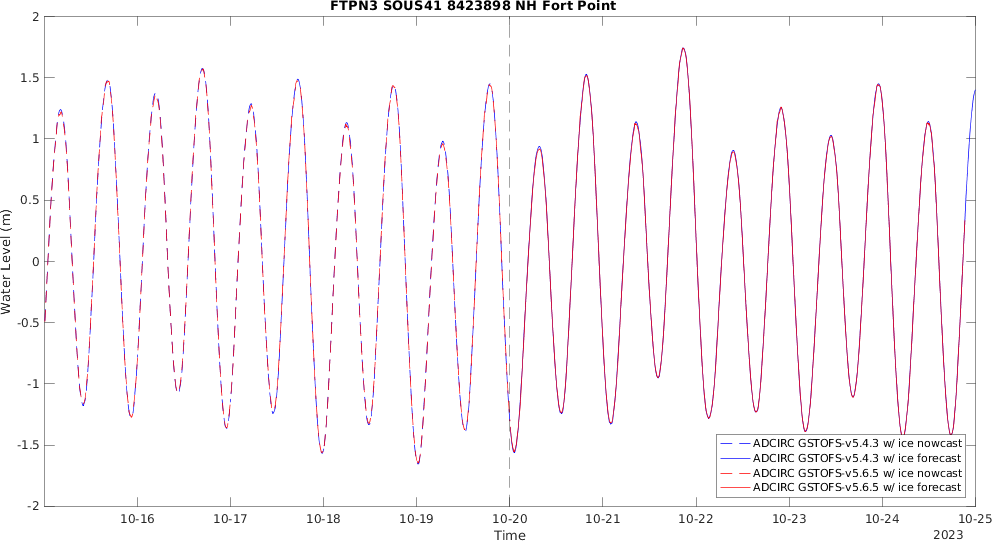 FTPN3 SOUS41 8423898 NH Fort Point
2
1.5
1
0.5
0
-0.5
-1
-1.5
-2
Water Level (m)
ADCIRC GSTOFS-v5.4.3 w/ ice nowcast
ADCIRC GSTOFS-v5.4.3 w/ ice forecast
ADCIRC GSTOFS-v5.6.5 w/ ice nowcast
ADCIRC GSTOFS-v5.6.5 w/ ice forecast
10-16 10-17 10-18 10-19 10-20 10-21 10-22 10-23 10-24 10-25
Time
2023